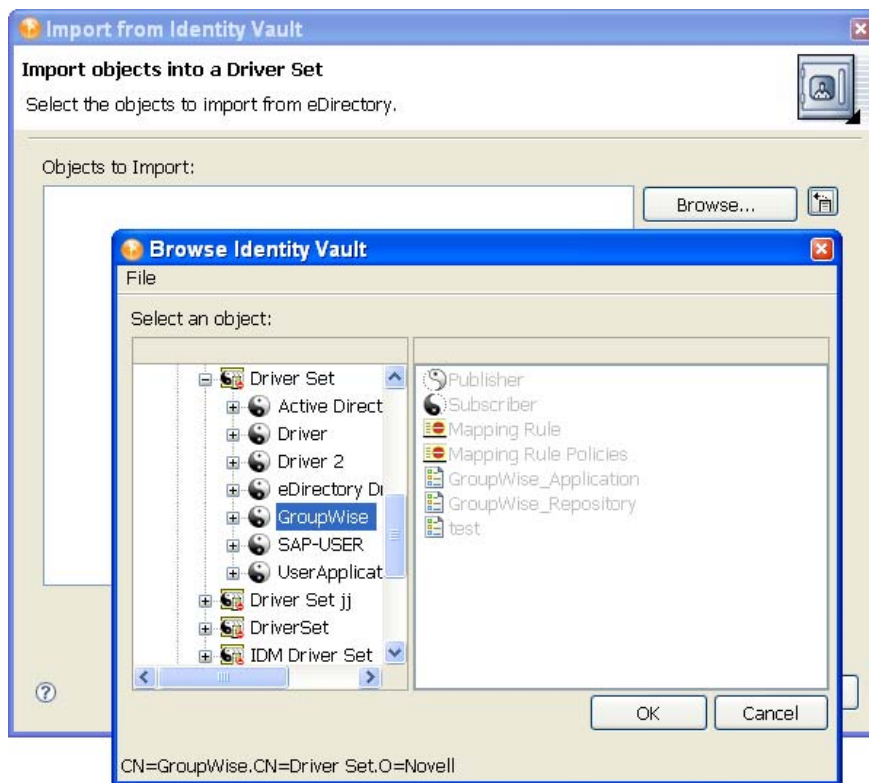 Import from Identity Vault
Import objects into a Driver Set
Select the objects to import from eDirectory.
Objects to Import:
Browse...
Browse Identity Vault
File
Select an object:
Driver Set
Active Direct
Driver
Driver 2
eDirectory Dr
GroupWise
SAP-USER
UserApplicat
Driver Set jj
DriverSet
IDM Driver Set
Publisher
Subscriber
Mapping Rule
Mapping Rule Policies
GroupWise_Application
GroupWise_Repository
test
OK
Cancel
CN=GroupWise.CN=Driver Set.O=Novell